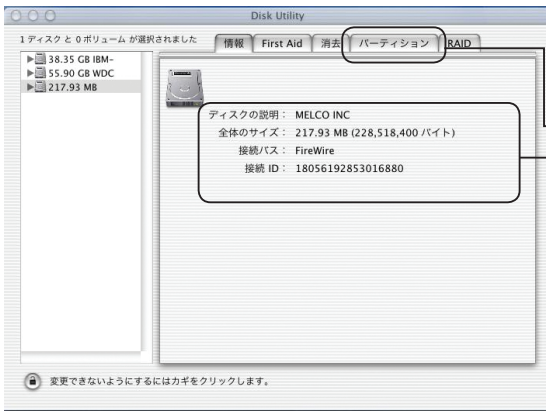 Disk Utility
1 ディスク と 0 ボリューム が選択されました
情報 First Aid 消去 パーティション RAID
38.35 GB IBM-
55.90 GB WDC
217.93 MB
ディスクの説明： MELCO INC
全体のサイズ： 217.93 MB (228,518,400 バイト)
接続バス： FireWire
接続 ID： 18056192853016880
変更できないようにするにはカギをクリックします。